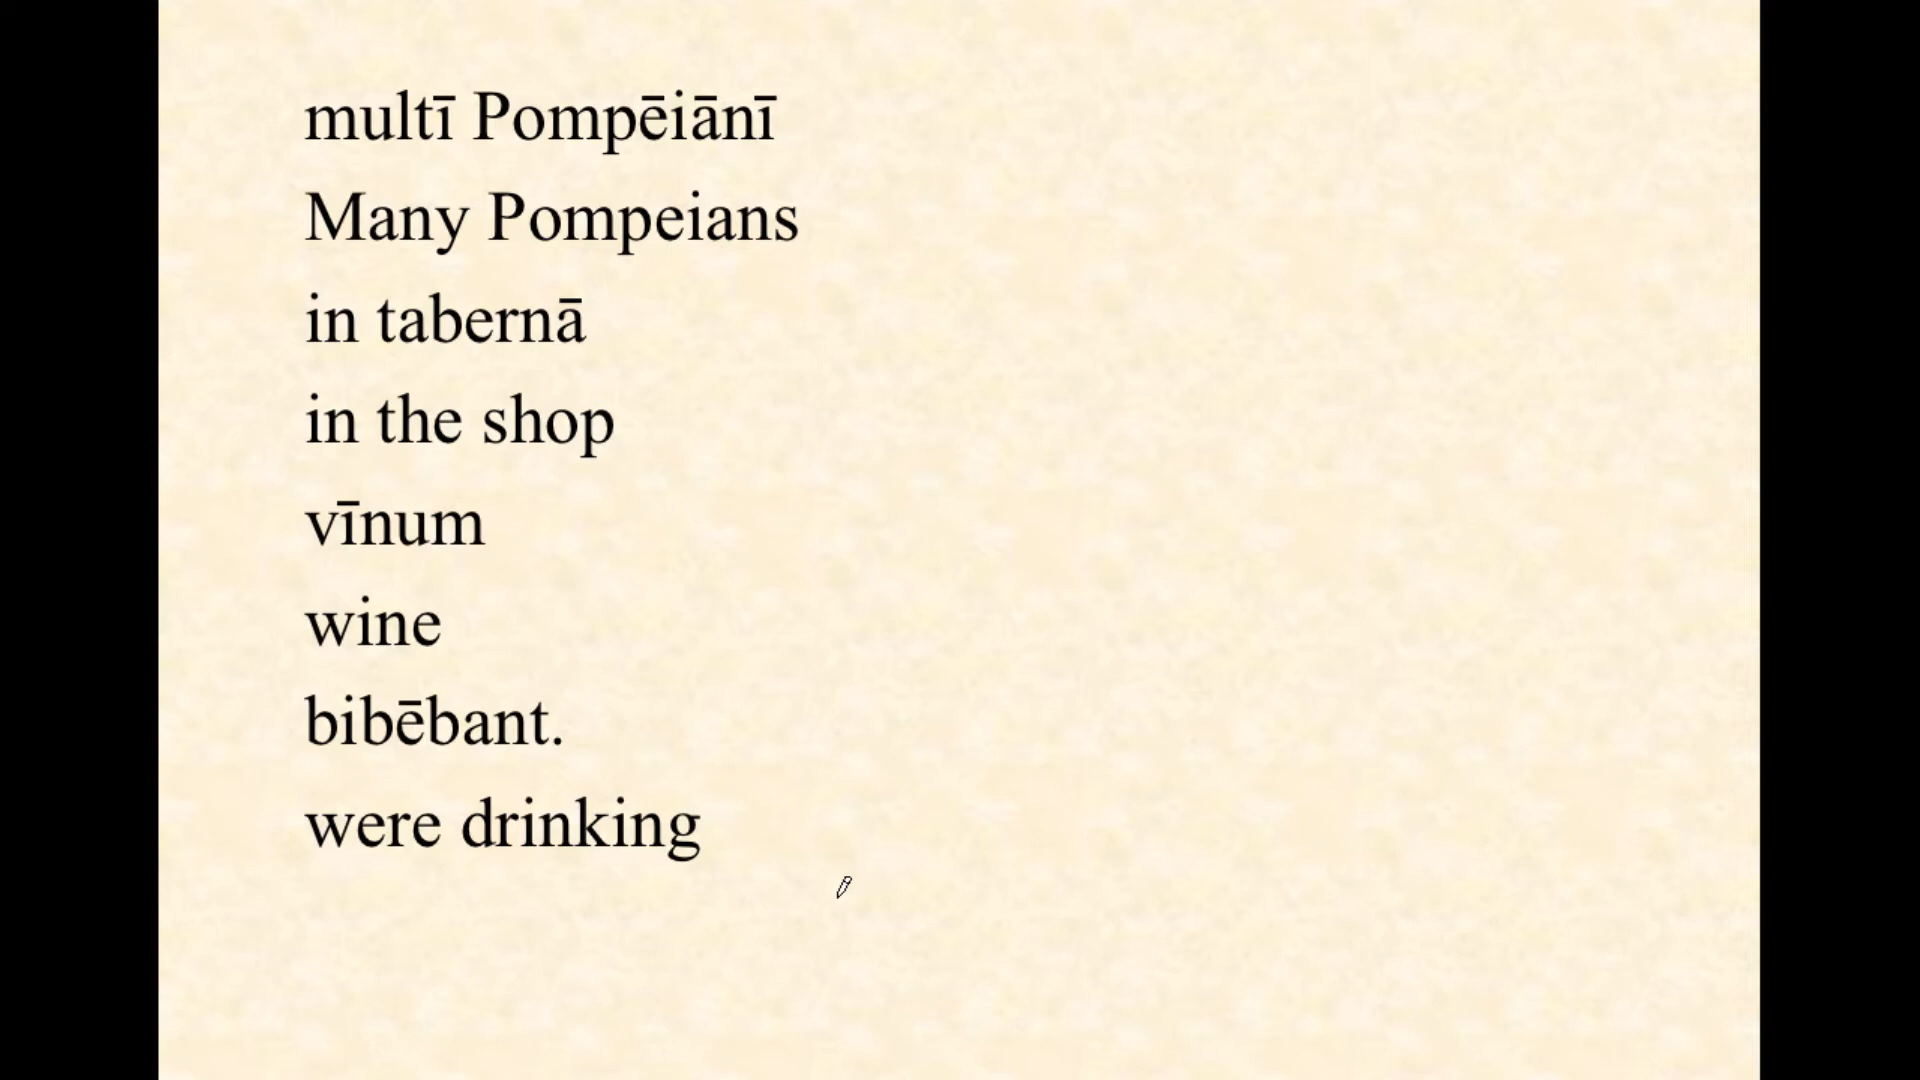 multī Pompēiānī
Many Pompeians
in tabernā
in the shop
vīnum
wine
bibēbant.
were drinking